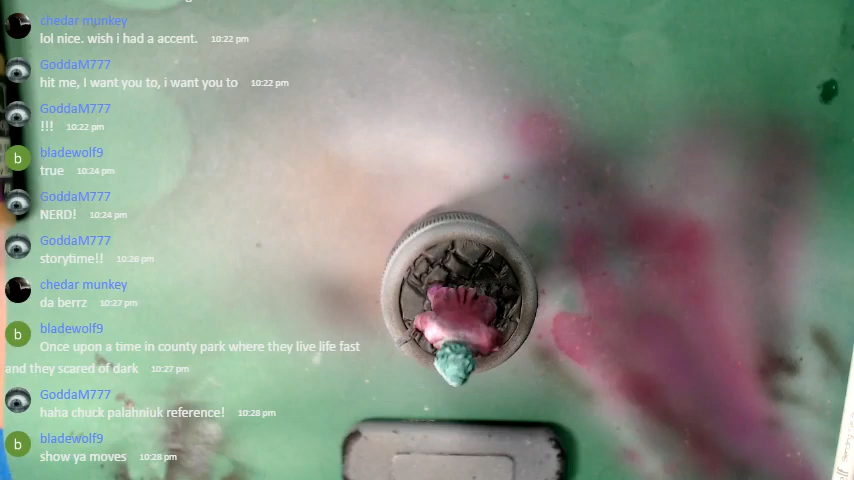 chedar munkey
lol nice. wish i had a accent. 10:22 pm
GoddaM777
hit me, I want you to, i want you to 10:22 pm
GoddaM777
!!! 10:22 pm
b bladewolf9
true 10:24 pm
GoddaM777
NERD! 10:24 pm
GoddaM777
storytime!! 10:26 pm
chedar munkey
da berrz 10:27 pm
b bladewolf9
Once upon a time in county park where they live life fast
and they scared of dark 10:27 pm
GoddaM777
haha chuck palahniuk reference! 10:28 pm
b bladewolf9
show ya moves 10:28 pm